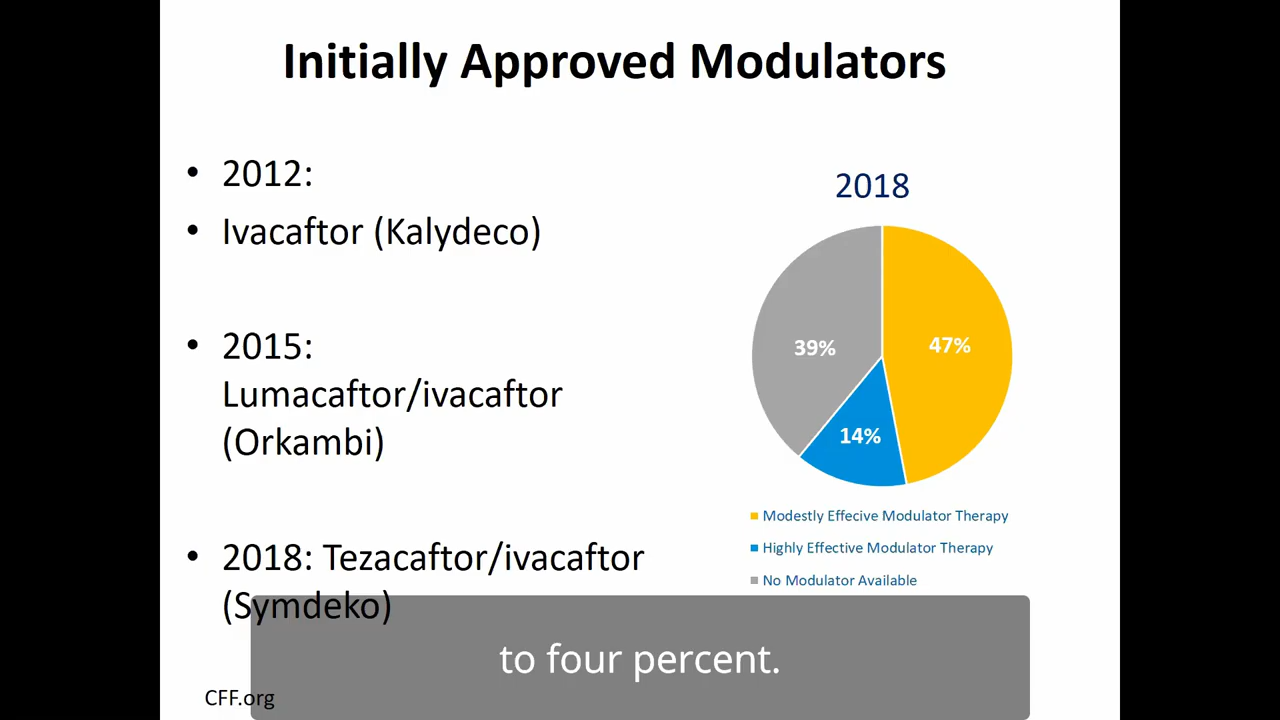 Initially Approved Modulators
• 2012:
• Ivacaftor (Kalydeco)
• 2015:
Lumacaftor/ivacaftor
(Orkambi)
• 2018: Tezacaftor/ivacaftor
(Symdeko)
2018
39%
47%
14%
Modestly Effecive Modulator Therapy
Highly Effective Modulator Therapy
No Modulator Available
to four percent.
CFF.org